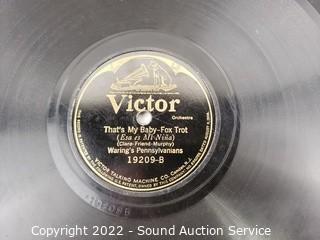 Victor
Orchestra
That's My Baby-Fox Trot
(Esa es Mi Niña)
(Clare-Friend-Murphy)
Waring's Pennsylvanians
19209-B
VICTOR TALKING MACHINE CO. Camden, N.J.
Copyright 2022 - Sound Auction Service